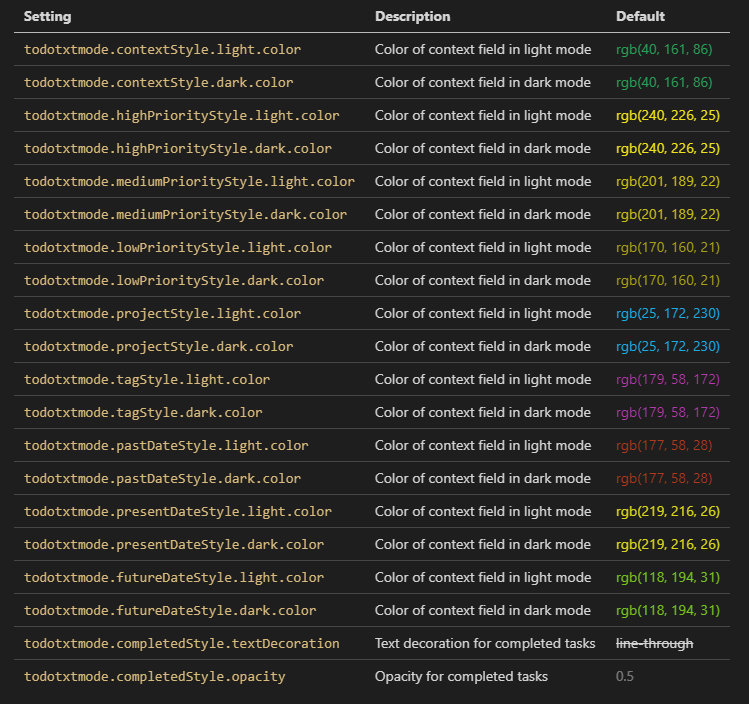 Setting Description Default
todotxtmode.contextStyle.light.color Color of context field in light mode rgb(40, 161, 86)
todotxtmode.contextStyle.dark.color Color of context field in dark mode rgb(40, 161, 86)
todotxtmode.highPriorityStyle.light.color Color of context field in light mode rgb(240, 226, 25)
todotxtmode.highPriorityStyle.dark.color Color of context field in dark mode rgb(240, 226, 25)
todotxtmode.mediumPriorityStyle.light.color Color of context field in light mode rgb(201, 189, 22)
todotxtmode.mediumPriorityStyle.dark.color Color of context field in dark mode rgb(201, 189, 22)
todotxtmode.lowPriorityStyle.light.color Color of context field in light mode rgb(170, 160, 21)
todotxtmode.lowPriorityStyle.dark.color Color of context field in dark mode rgb(170, 160, 21)
todotxtmode.projectStyle.light.color Color of context field in light mode rgb(25, 172, 230)
todotxtmode.projectStyle.dark.color Color of context field in dark mode rgb(25, 172, 230)
todotxtmode.tagStyle.light.color Color of context field in light mode rgb(179, 58, 172)
todotxtmode.tagStyle.dark.color Color of context field in dark mode rgb(179, 58, 172)
todotxtmode.pastDateStyle.light.color Color of context field in light mode rgb(177, 58, 28)
todotxtmode.pastDateStyle.dark.color Color of context field in dark mode rgb(177, 58, 28)
todotxtmode.presentDateStyle.light.color Color of context field in light mode rgb(219, 216, 26)
todotxtmode.presentDateStyle.dark.color Color of context field in dark mode rgb(219, 216, 26)
todotxtmode.futureDateStyle.light.color Color of context field in light mode rgb(118, 194, 31)
todotxtmode.futureDateStyle.dark.color Color of context field in dark mode rgb(118, 194, 31)
todotxtmode.completedStyle.textDecoration Text decoration for completed tasks line-through
todotxtmode.completedStyle.opacity Opacity for completed tasks 0.5